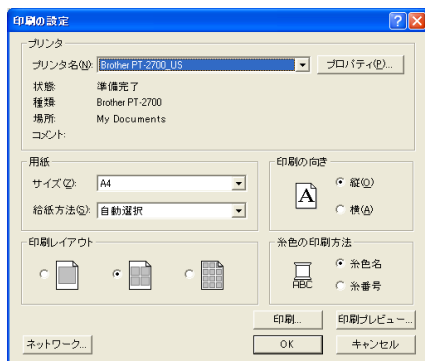 印刷の設定
プリンタ
プリンタ名(N): Brother PT-2700_US プロパティ(P)...
状態: 準備完了
種類: Brother PT-2700
場所: My Documents
コメント:
用紙
サイズ(Z): A4
給紙方法(S): 自動選択
印刷の向き
A
縦(O)
横(A)
印刷レイアウト
糸色の印刷方法
ABC
糸色名
糸番号
印刷... 印刷プレビュー...
ネットワーク... OK キャンセル